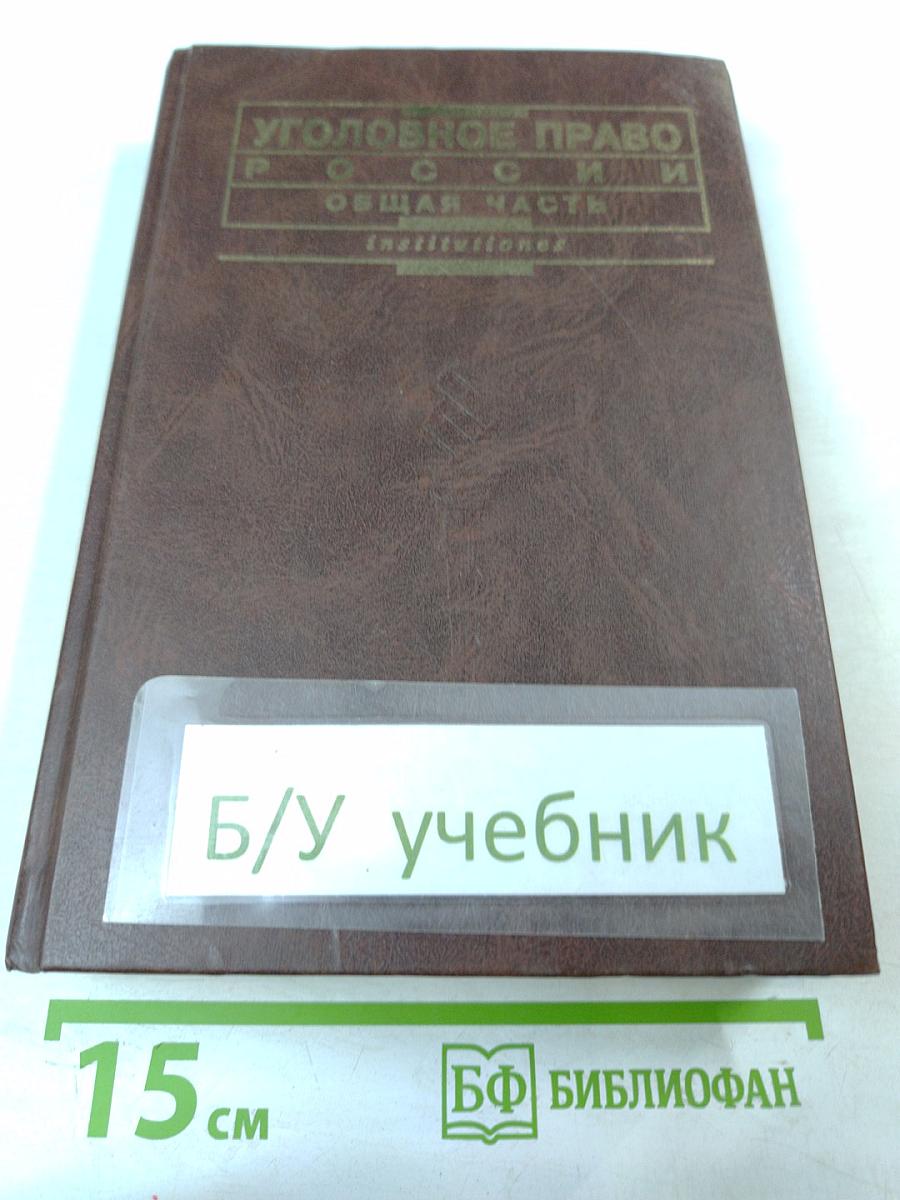 УГОЛОВНОЕ ПРАВО
РОССИИ
ОБЩАЯ ЧАСТЬ
institutiones
Б/У учебник
15 см
БФ БИБЛИОФАН